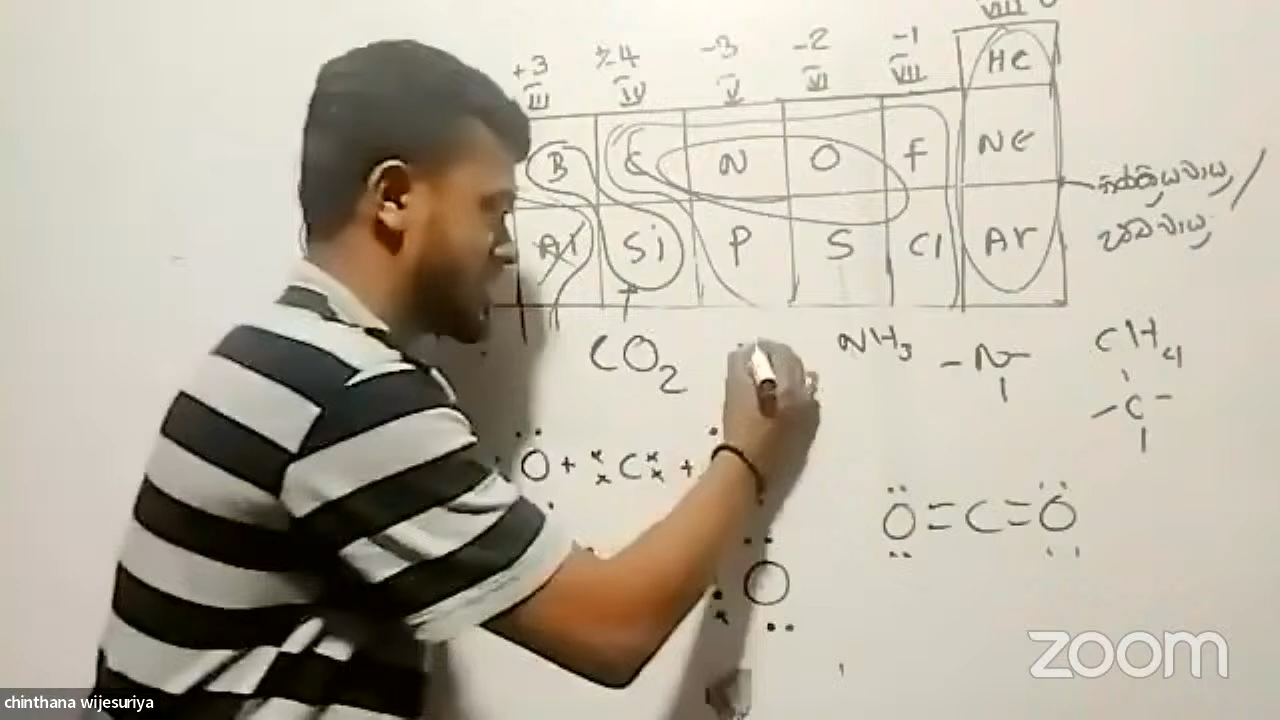 VIII 0
+3 ±4 -3 -2 -1 He
III IV V VI VII
B C N O F Ne
Al Si P S Cl Ar
CO2 NH3 -N- CH4
-C-
O + C +
O=C=O
O
zoom
chinthana wijesuriya